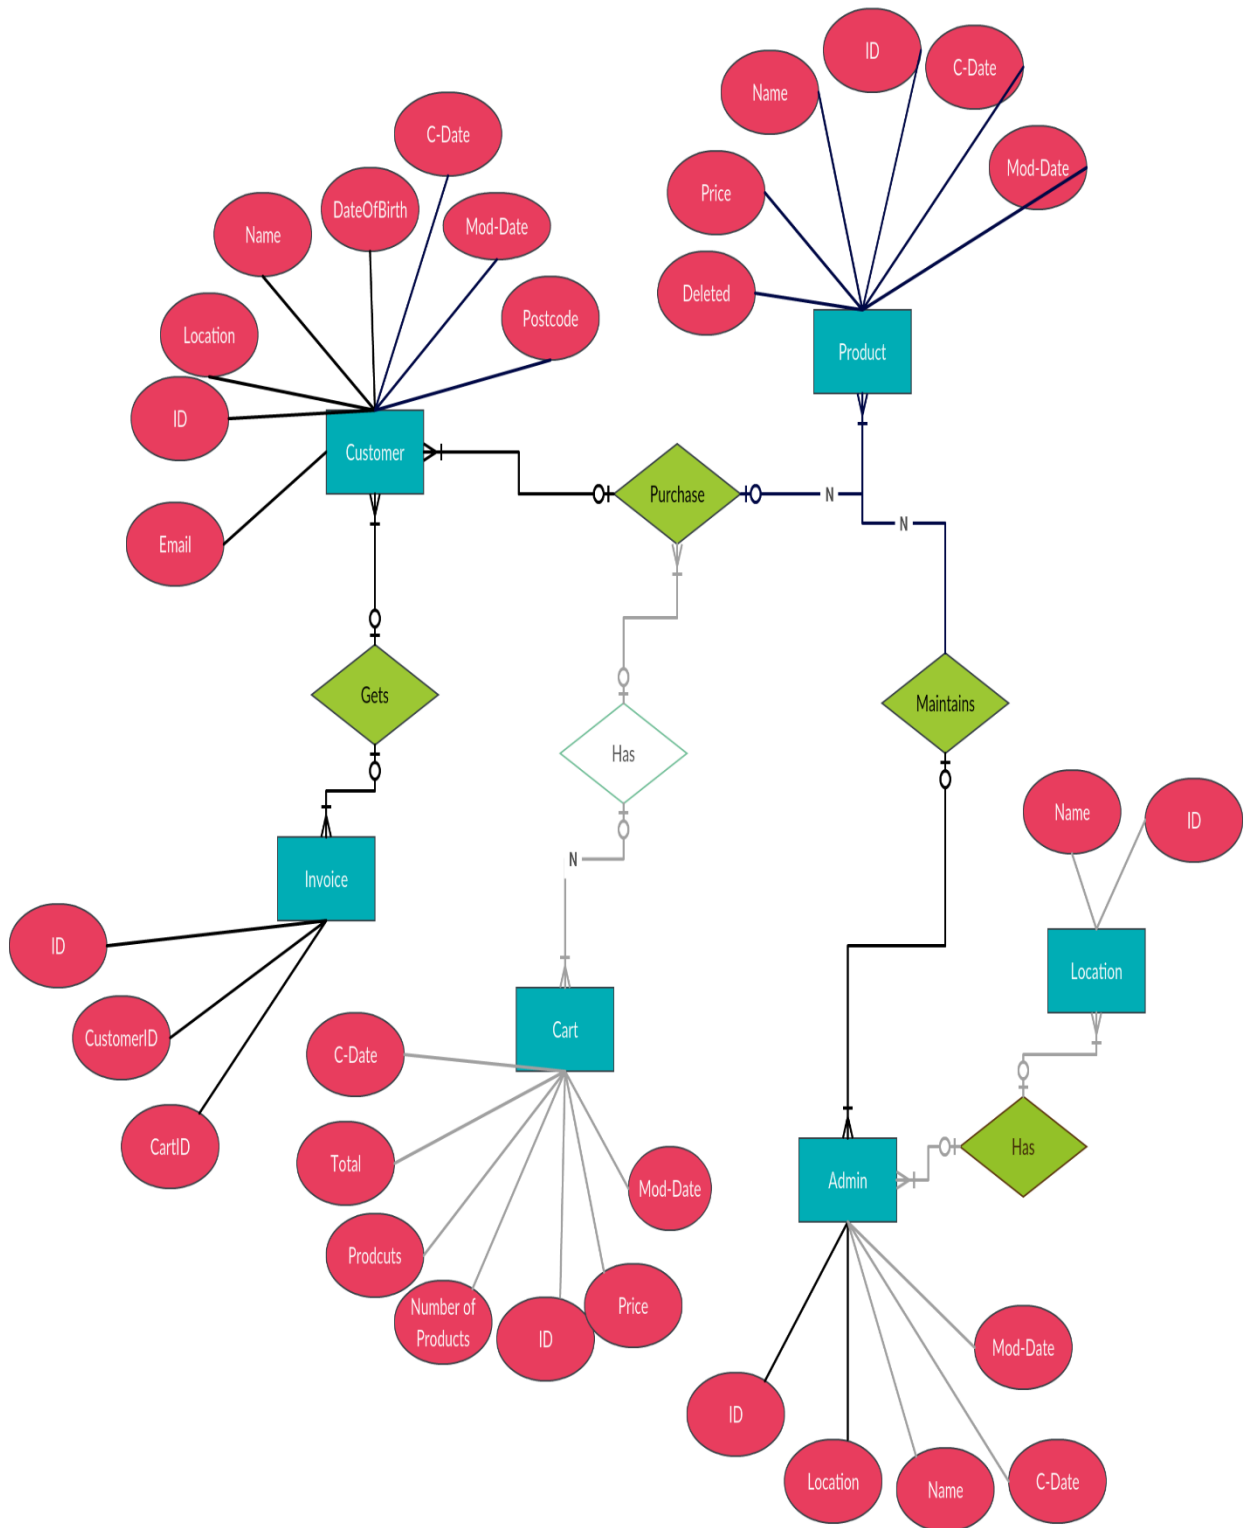 ID
C-Date
Name
Mod-Date
Price
Deleted
Product
C-Date
DateOfBirth
Mod-Date
Name
Postcode
Location
ID
Customer
Email
Purchase
N
N
Gets
Has
Maintains
N
Invoice
ID
CustomerID
CartID
Name
ID
Location
Cart
C-Date
Total
Prodcuts
Number of
Products
ID
Price
Mod-Date
Has
Admin
ID
Location
Name
C-Date
Mod-Date